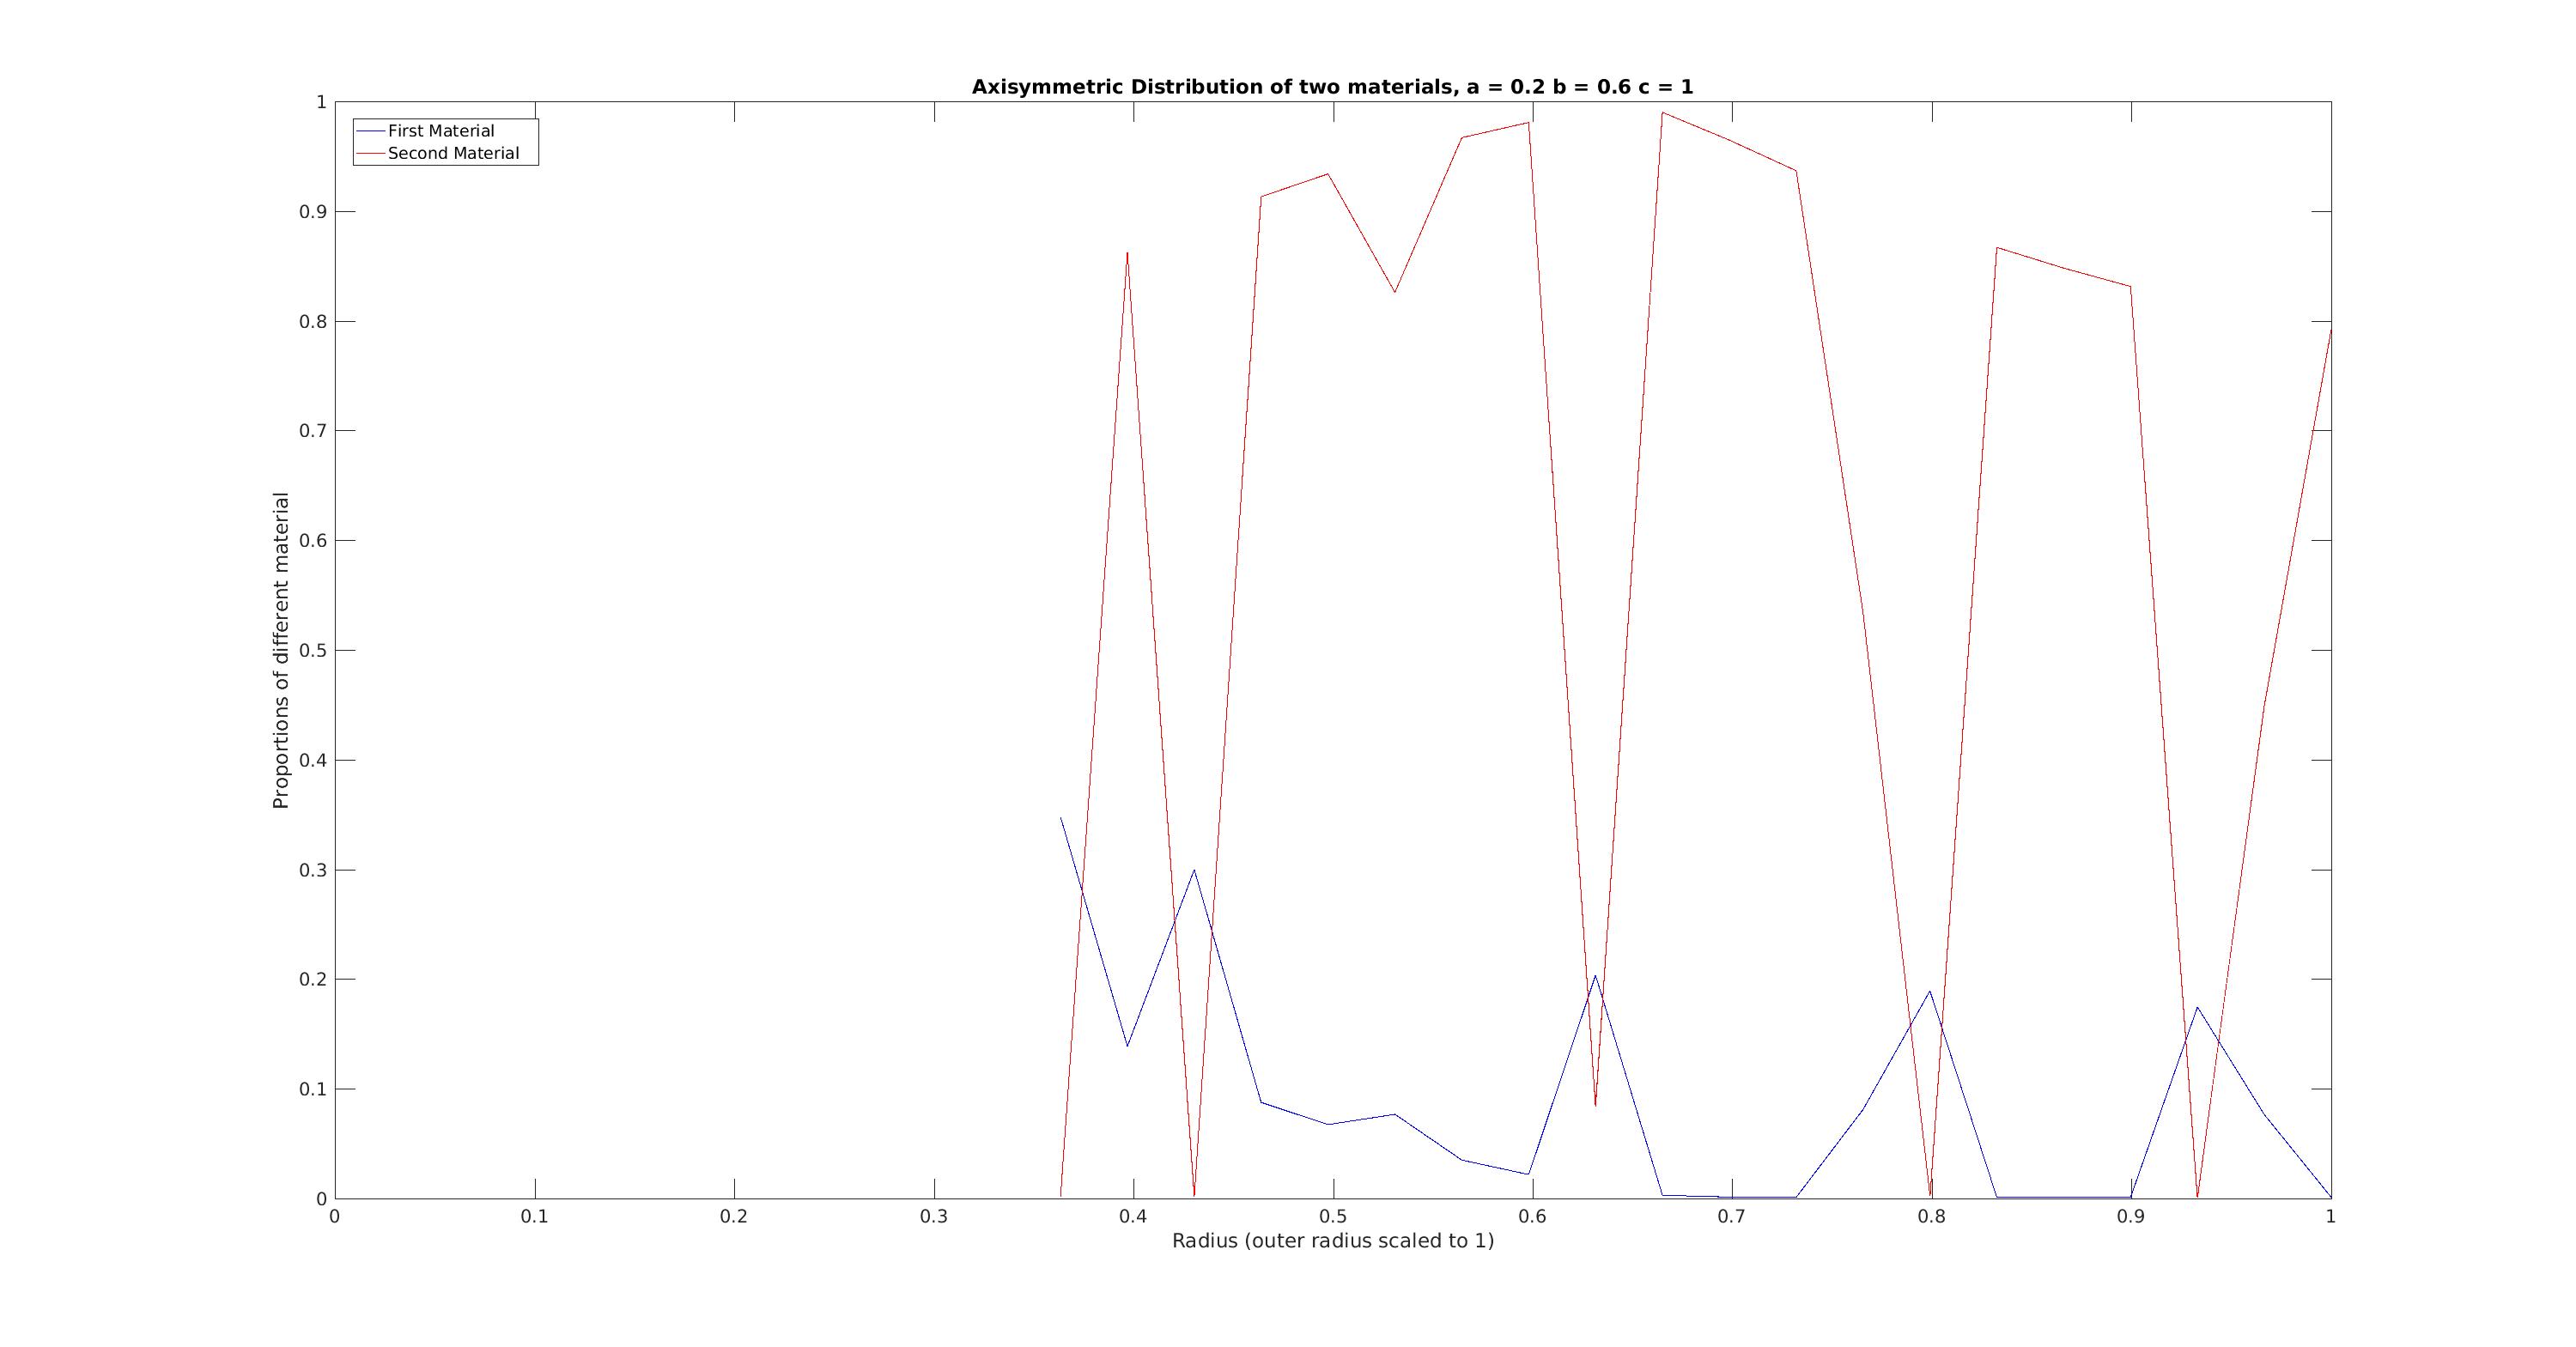 Axisymmetric Distribution of two materials, a = 0.2 b = 0.6 c = 1
First Material
Second Material
1
0.9
0.8
0.7
0.6
0.5
0.4
0.3
0.2
0.1
0
Proportions of different material
0 0.1 0.2 0.3 0.4 0.5 0.6 0.7 0.8 0.9 1
Radius (outer radius scaled to 1)